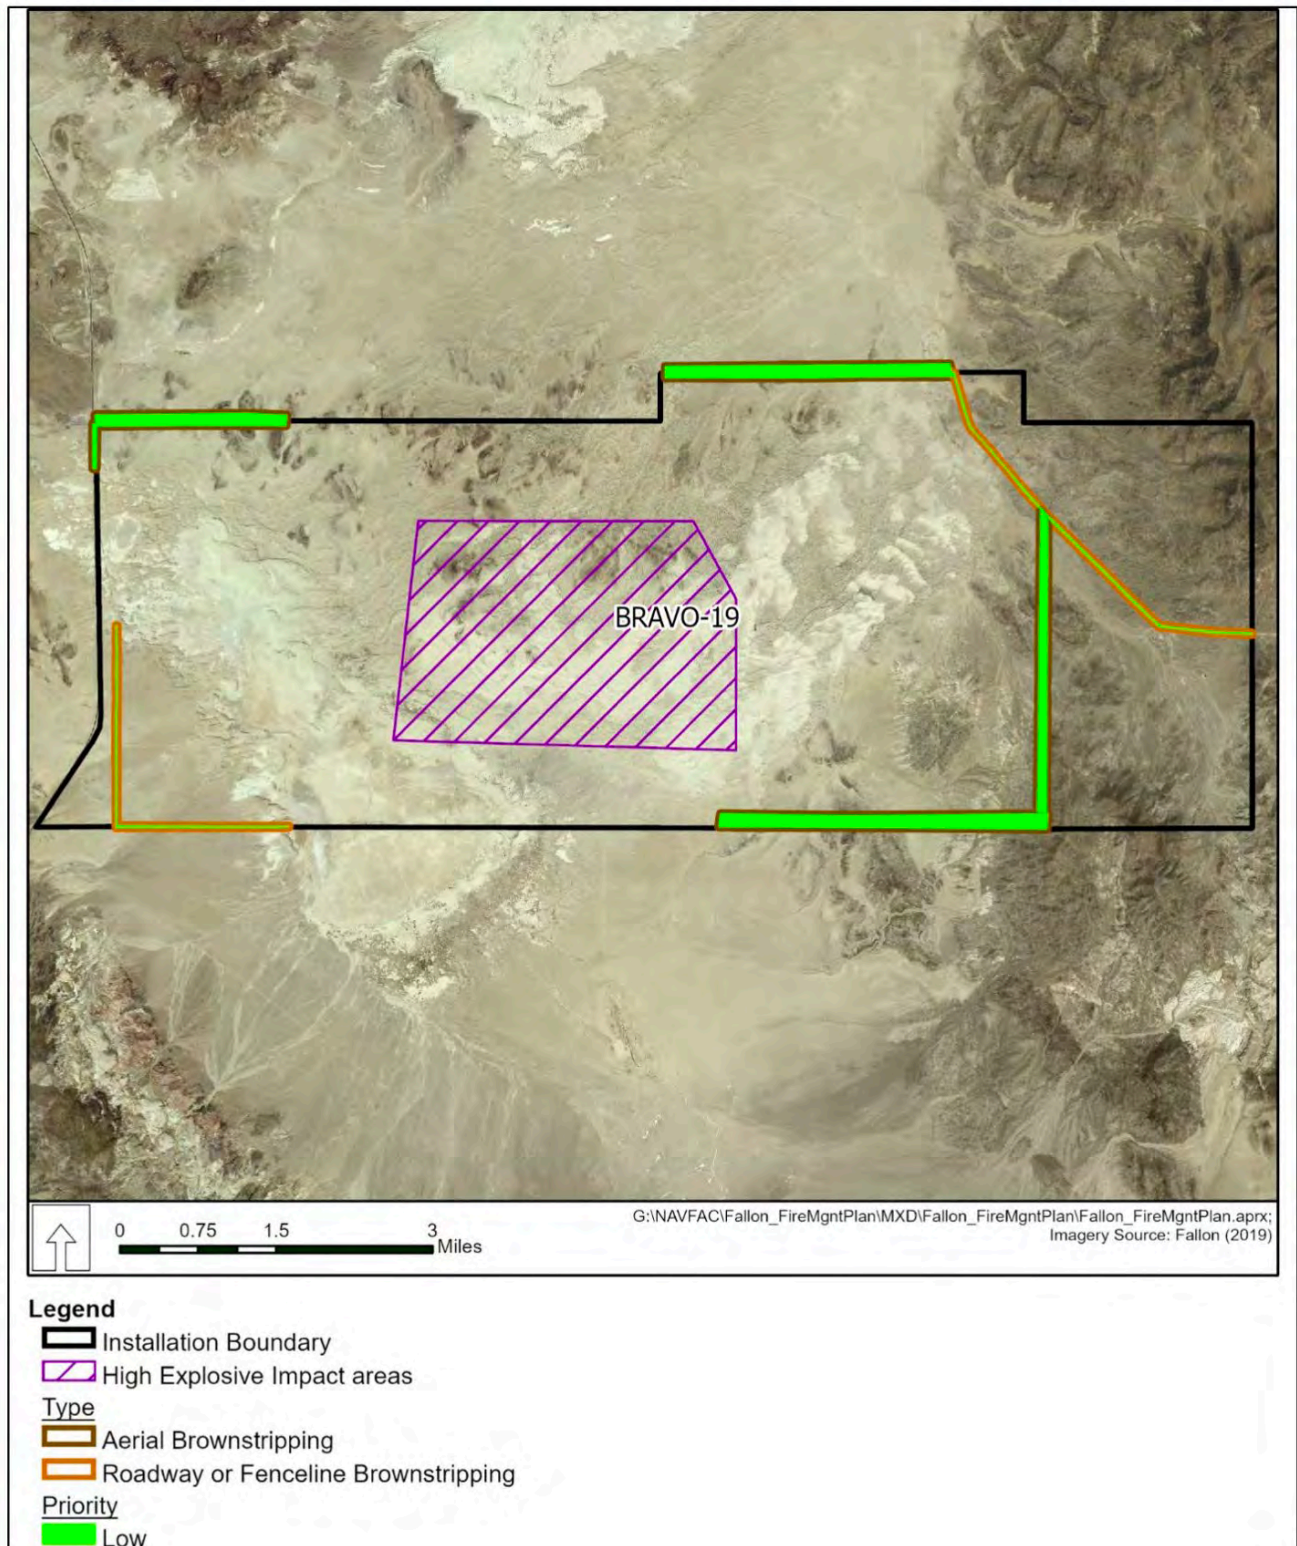 BRAVO-19
G:\NAVFAC\Fallon_FireMgntPlan\MXD\Fallon_FireMgntPlan\Fallon_FireMgntPlan.aprx;
0 0.75 1.5 3
Miles
Imagery Source: Fallon (2019)
Legend
Installation Boundary
High Explosive Impact areas
Type
Aerial Brownstripping
Roadway or Fenceline Brownstripping
Priority
Low